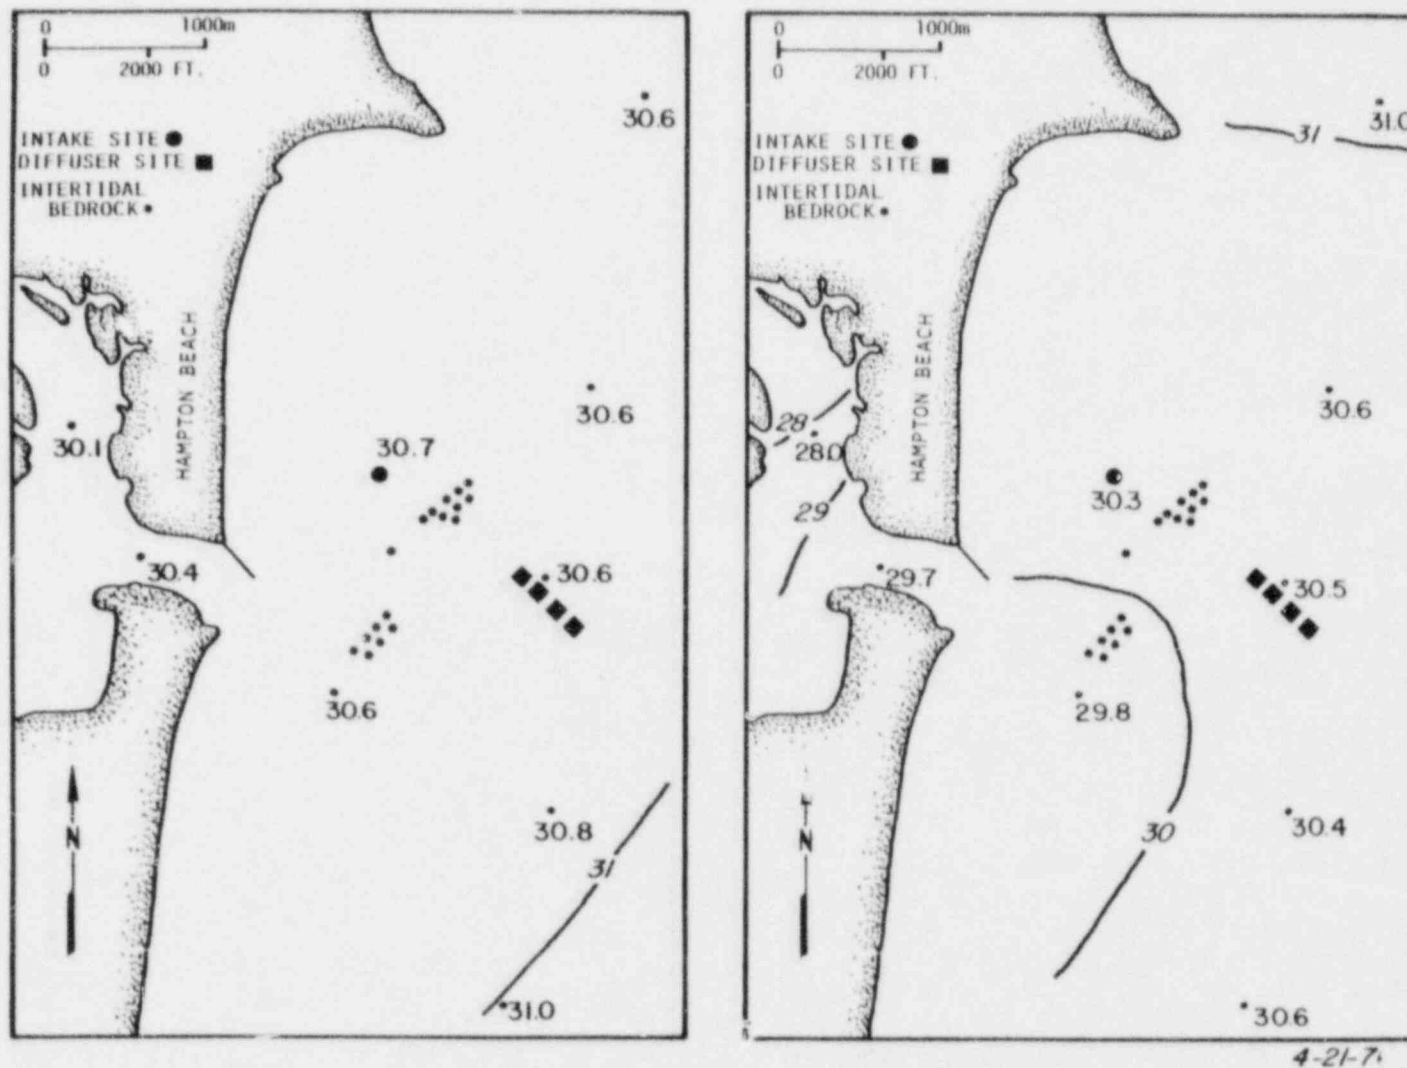 0 1000m
0 2000 FT.
INTAKE SITE
DIFFUSER SITE
INTERTIDAL
BEDROCK
30.6
HAMPTON BEACH
30.6
30.1
30.7
30.4
30.6
30.6
30.8
N
31
31.0
0 1000m
0 2000 FT.
INTAKE SITE
DIFFUSER SITE
INTERTIDAL
BEDROCK
31
31.0
HAMPTON BEACH
30.6
28
28.0
30.3
29
29.7
30.5
29.8
30.4
30
N
30.6